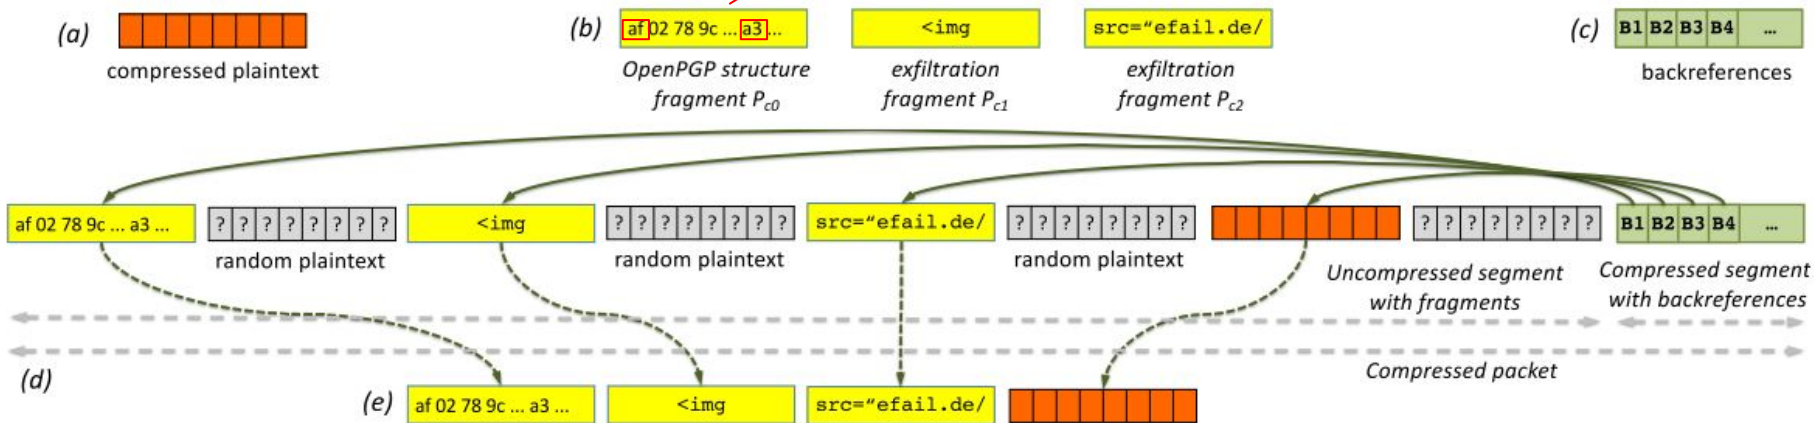 (a)
compressed plaintext
(b)
af 02 78 9c ... a3 ...
<img
src=“efail.de/
OpenPGP structure
fragment Pc0
exfiltration
fragment Pc1
exfiltration
fragment Pc2
(c)
B1 B2 B3 B4 ...
backreferences
af 02 78 9c ... a3 ...
? ? ? ? ? ? ? ?
<img
? ? ? ? ? ? ? ?
src=“efail.de/
? ? ? ? ? ? ? ?
? ? ? ? ? ? ? ?
B1 B2 B3 B4 ...
random plaintext
random plaintext
random plaintext
Uncompressed segment
with fragments
Compressed segment
with backreferences
(d)
Compressed packet
(e)
af 02 78 9c ... a3 ...
<img
src=“efail.de/